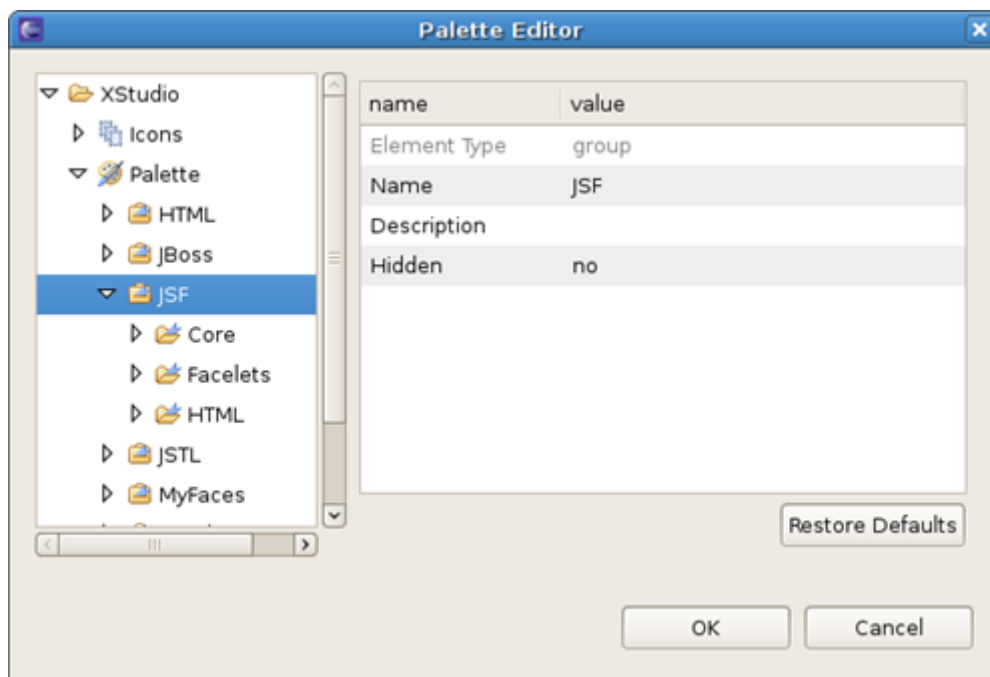 Palette Editor
XStudio
Icons
Palette
HTML
JBoss
JSF
Core
Facelets
HTML
JSTL
MyFaces
name value
Element Type group
Name JSF
Description
Hidden no
Restore Defaults
OK Cancel